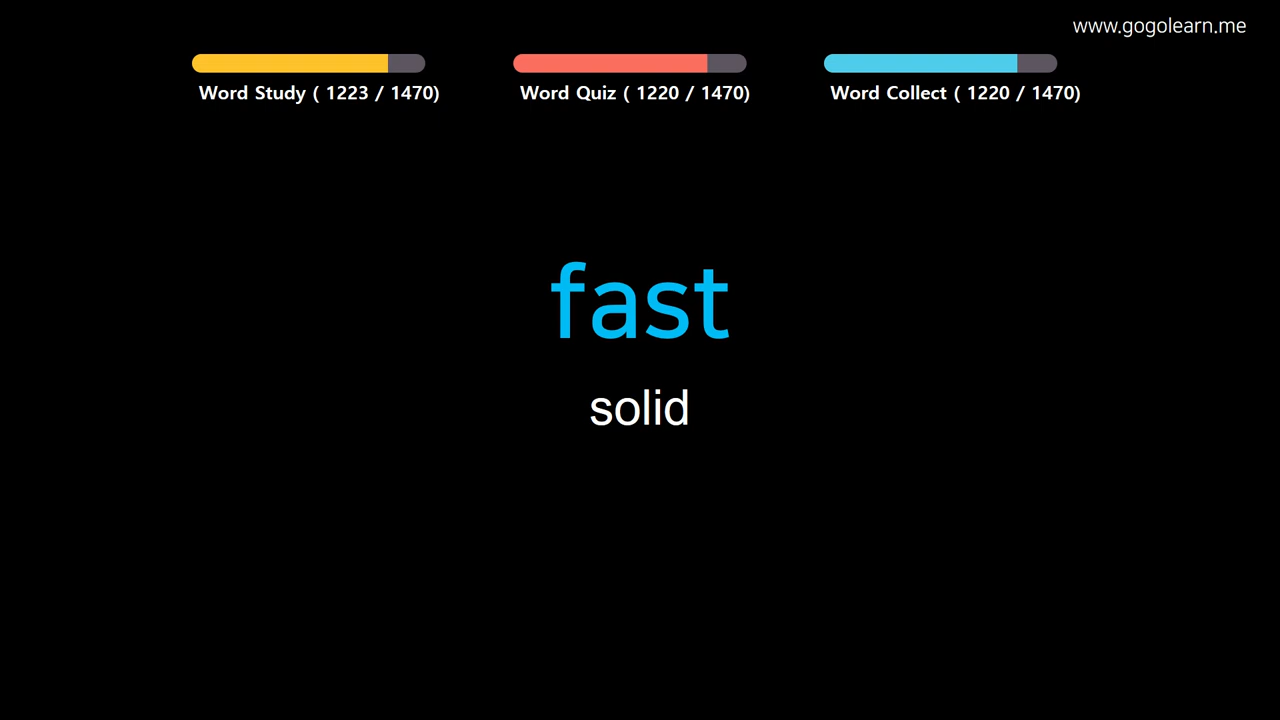 www.gogolearn.me
Word Study ( 1223 / 1470)
Word Quiz ( 1220 / 1470)
Word Collect ( 1220 / 1470)
fast
solid